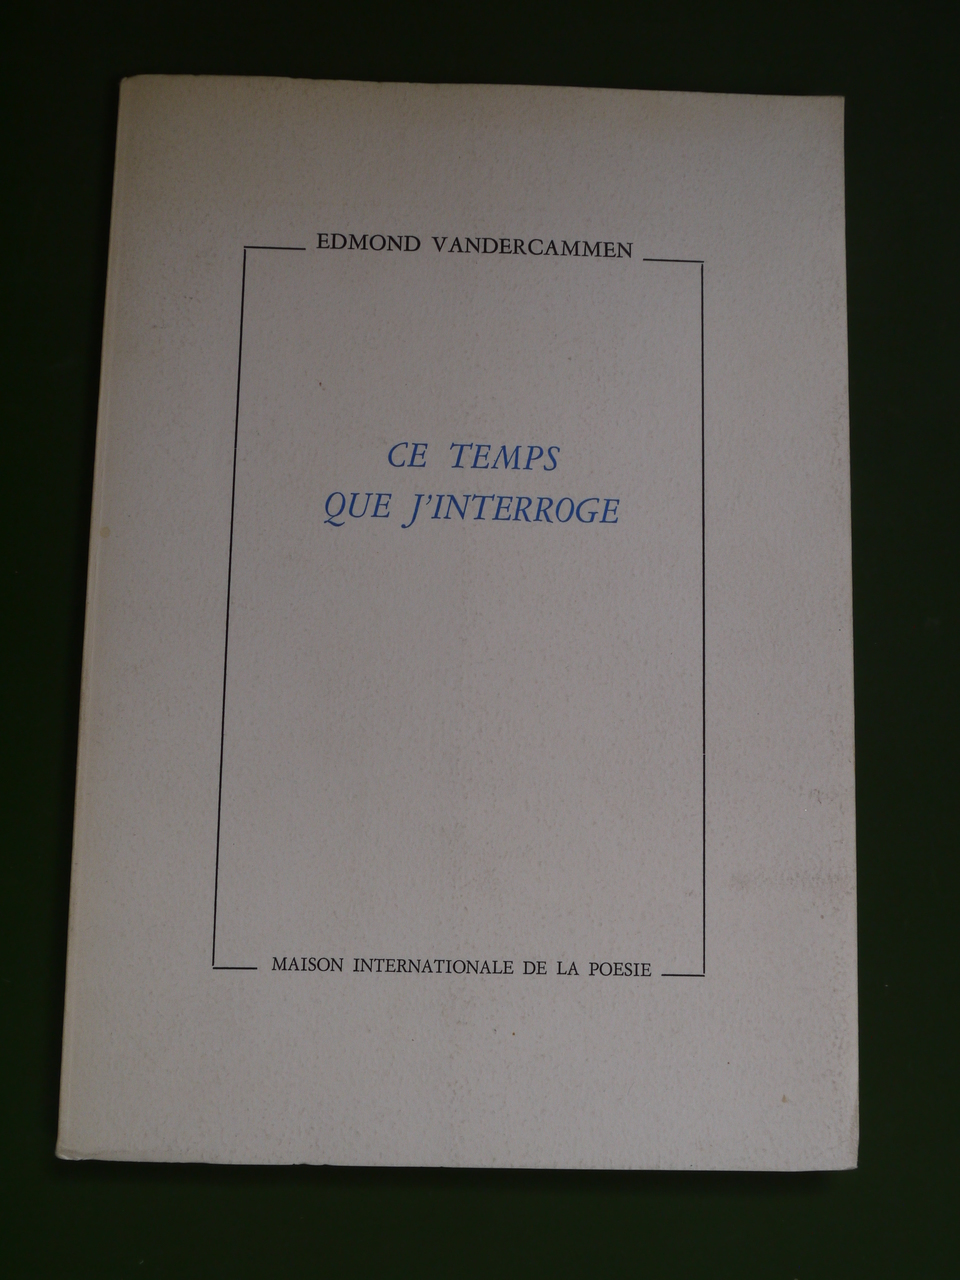 EDMOND VANDERCAMMEN
CE TEMPS
QUE J'INTERROGE
MAISON INTERNATIONALE DE LA POESIE